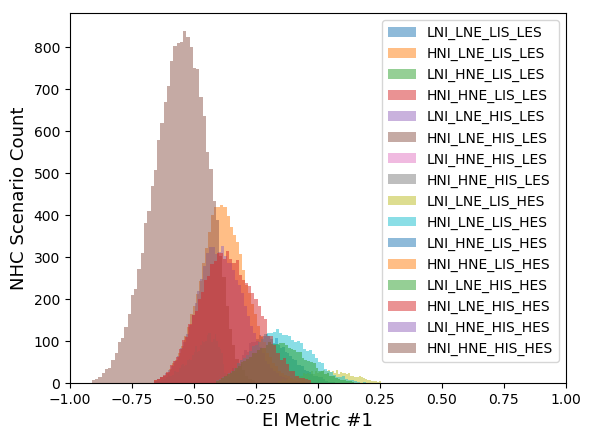 800
700
600
500
400
300
200
100
0
NHC Scenario Count
−1.00 −0.75 −0.50 −0.25 0.00 0.25 0.50 0.75 1.00
EI Metric #1
LNI_LNE_LIS_LES
HNI_LNE_LIS_LES
LNI_HNE_LIS_LES
HNI_HNE_LIS_LES
LNI_LNE_HIS_LES
HNI_LNE_HIS_LES
LNI_HNE_HIS_LES
HNI_HNE_HIS_LES
LNI_LNE_LIS_HES
HNI_LNE_LIS_HES
LNI_HNE_LIS_HES
HNI_HNE_LIS_HES
LNI_LNE_HIS_HES
HNI_LNE_HIS_HES
LNI_HNE_HIS_HES
HNI_HNE_HIS_HES